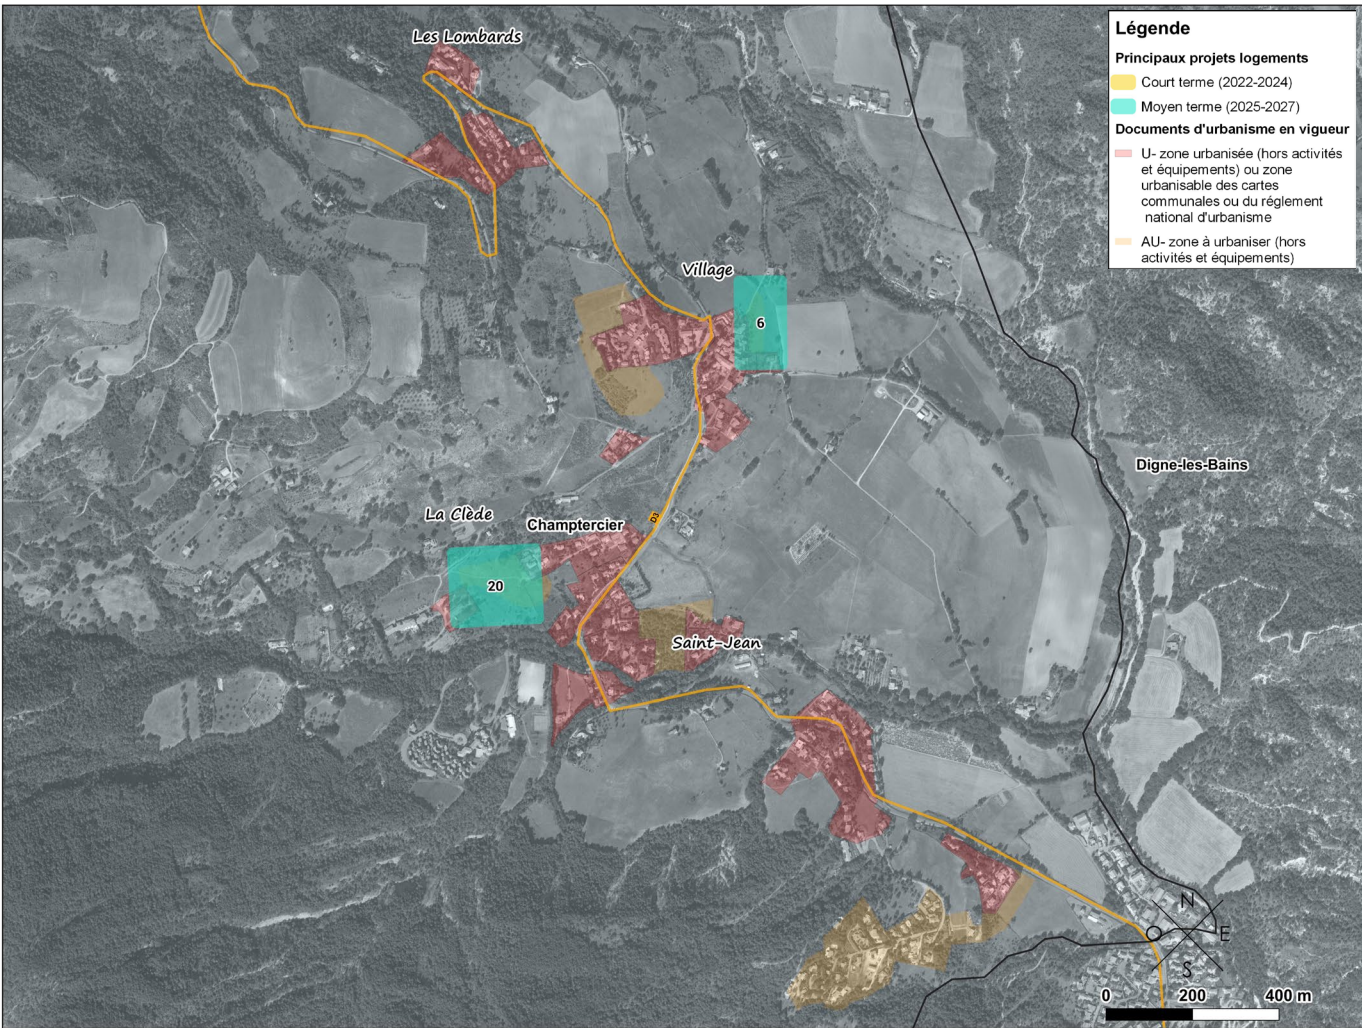 Les Lombards
Légende
Principaux projets logements
Court terme (2022-2024)
Moyen terme (2025-2027)
Documents d'urbanisme en vigueur
U- zone urbanisée (hors activités
et équipements) ou zone
urbanisable des cartes
communales ou du réglement
national d'urbanisme
AU- zone à urbaniser (hors
activités et équipements)
Village
6
Digne-les-Bains
La Clède
D3
Champtercier
20
Saint-Jean
N
O
E
S
0 200 400 m